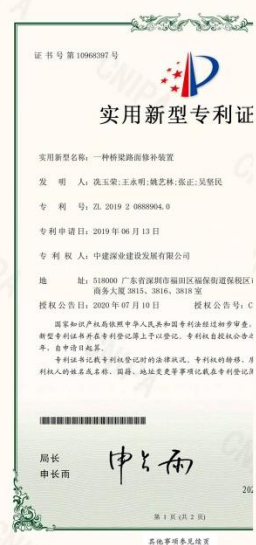 证书号第10968397号
实用新型专利证
实用新型名称：一种桥梁路面修补装置
发 明 人：冼玉荣;王永明;姚艺林;张正;吴坚民
专 利 号：ZL 2019 2 0888904.0
专利申请日：2019年06月13日
专 利 权 人：中建深业建设发展有限公司
地 址：518000 广东省深圳市福田区福保街道保税区
商务大厦 3815、3816、3818 室
授权公告日：2020年07月10日 授权公告号：C
国家知识产权局依照中华人民共和国专利法经过初步审查，
新型专利证书并在专利登记簿上予以登记。专利权自授权公告之
年，自申请日起算。
专利证书记载专利权登记时的法律状况。专利权的转移、质
利权人的姓名或名称、国籍、地址变更等事项记载在专利登记簿
局长
申长雨
申长雨
202
第 1 页 (共 2 页)
其他事项参见续页